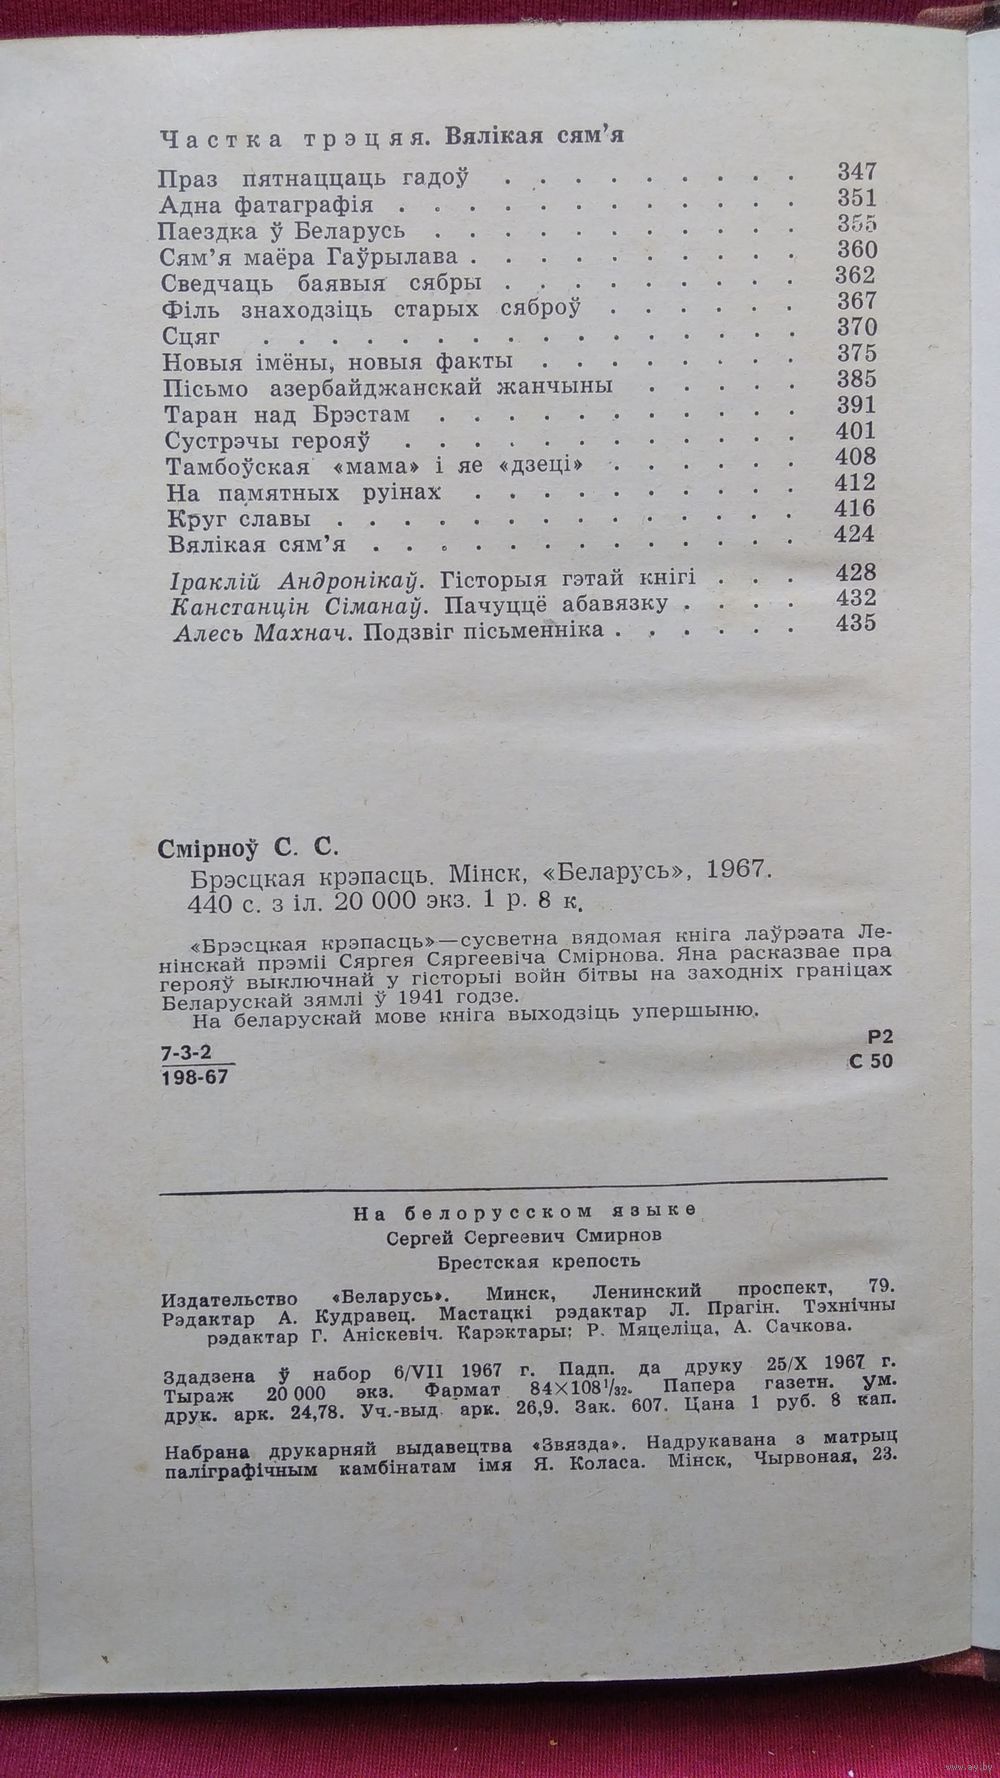 Частка трэцяя. Вялікая сям’я
Праз пятнаццаць гадоў . . . . . . . . . 347
Адна фатаграфія . . . . . . . . . . . . 351
Паездка ў Беларусь . . . . . . . . . . . 355
Сям’я маёра Гаўрылава . . . . . . . . . . 360
Сведчаць баявыя сябры . . . . . . . . . 362
Філь знаходзіць старых сяброў . . . . . . 367
Сцяг . . . . . . . . . . . . . . . . 370
Новыя імёны, новыя факты . . . . . . . . 375
Пісьмо азербайджанскай жанчыны . . . . . 385
Таран над Брэстам . . . . . . . . . . . 391
Сустрэчы герояў . . . . . . . . . . . . 401
Тамбоўская «мама» і яе «дзеці» . . . . . . 408
На памятных руінах . . . . . . . . . . 412
Круг славы . . . . . . . . . . . . . . 416
Вялікая сям’я . . . . . . . . . . . . . 424
Іраклій Андронікаў. Гісторыя гэтай кнігі . . . 428
Канстанцін Сіманаў. Пачуццё абавязку . . . . 432
Алесь Махнач. Подзвіг пісьменніка . . . . . . 435
Смірноў С. С.
Брэсцкая крэпасць. Мінск, «Беларусь», 1967.
440 с. з іл. 20 000 экз. 1 р. 8 к.
«Брэсцкая крэпасць»—сусветна вядомая кніга лаўрэата Ле-
нінскай прэміі Сяргея Сяргеевіча Смірнова. Яна расказвае пра
герояў выключнай у гісторыі войн бітвы на заходніх граніцах
Беларускай зямлі ў 1941 годзе.
На беларускай мове кніга выходзіць упершыню.
7-3-2 Р2
198-67 С 50
На белорусском языке
Сергей Сергеевич Смирнов
Брестская крепость
Издательство «Беларусь». Минск, Ленинский проспект, 79.
Рэдактар А. Кудравец. Мастацкі рэдактар Л. Прагін. Тэхнічны
рэдактар Г. Аніскевіч. Карэктары: Р. Мяцеліца, А. Сачкова.
Здадзена ў набор 6/VII 1967 г. Падп. да друку 25/X 1967 г.
Тыраж 20 000 экз. Фармат 84×108¹/₃₂. Папера газетн. ум.
друк. арк. 24,78. Уч.-выд. арк. 26,9. Зак. 607. Цана 1 руб. 8 кап.
Набрана друкарняй выдавецтва «Звязда». Надрукавана з матрыц
паліграфічным камбінатам імя Я. Коласа. Мінск, Чырвоная, 23.
www.ay.by